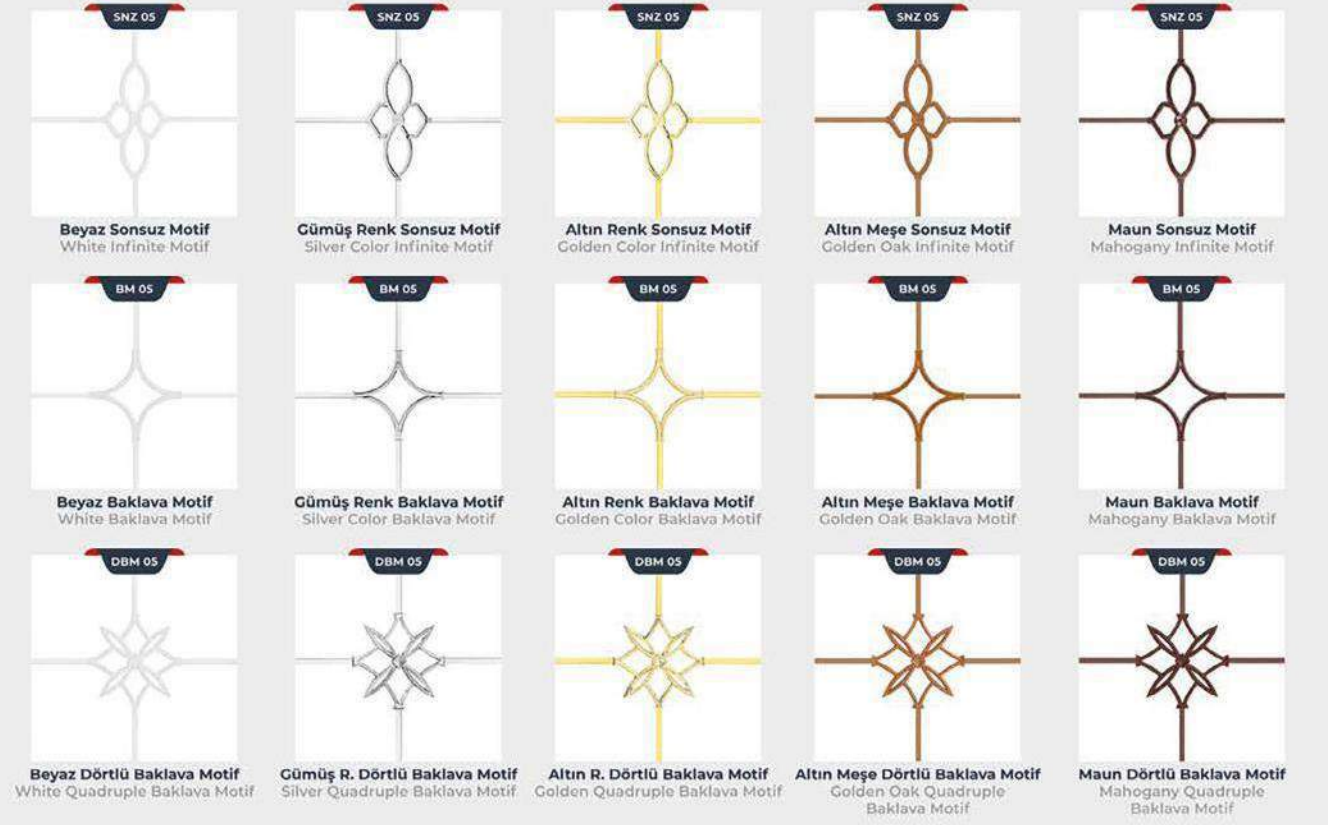 SNZ 05
SNZ 05
SNZ 05
SNZ 05
SNZ 05
Beyaz Sonsuz Motif
White Infinite Motif
Gümüş Renk Sonsuz Motif
Silver Color Infinite Motif
Altın Renk Sonsuz Motif
Golden Color Infinite Motif
Altın Meşe Sonsuz Motif
Golden Oak Infinite Motif
Maun Sonsuz Motif
Mahogany Infinite Motif
BM 05
BM 05
BM 05
BM 05
BM 05
Beyaz Baklava Motif
White Baklava Motif
Gümüş Renk Baklava Motif
Silver Color Baklava Motif
Altın Renk Baklava Motif
Golden Color Baklava Motif
Altın Meşe Baklava Motif
Golden Oak Baklava Motif
Maun Baklava Motif
Mahogany Baklava Motif
DBM 05
DBM 05
DBM 05
DBM 05
DBM 05
Beyaz Dörtlü Baklava Motif
White Quadruple Baklava Motif
Gümüş R. Dörtlü Baklava Motif
Silver Quadruple Baklava Motif
Altın R. Dörtlü Baklava Motif
Golden Quadruple Baklava Motif
Altın Meşe Dörtlü Baklava Motif
Golden Oak Quadruple
Baklava Motif
Maun Dörtlü Baklava Motif
Mahogany Quadruple
Baklava Motif